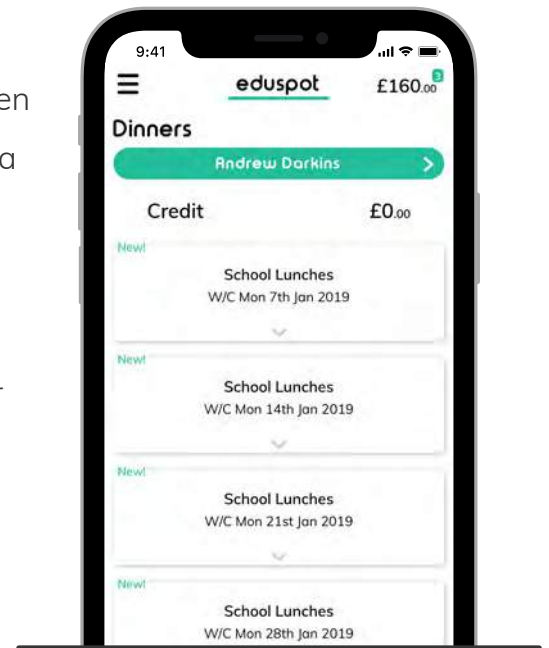 en
a
9:41
eduspot £160.00 3
Dinners
Andrew Darkins
Credit £0.00
New!
School Lunches
W/C Mon 7th Jan 2019
New!
School Lunches
W/C Mon 14th Jan 2019
New!
School Lunches
W/C Mon 21st Jan 2019
New!
School Lunches
W/C Mon 28th Jan 2019